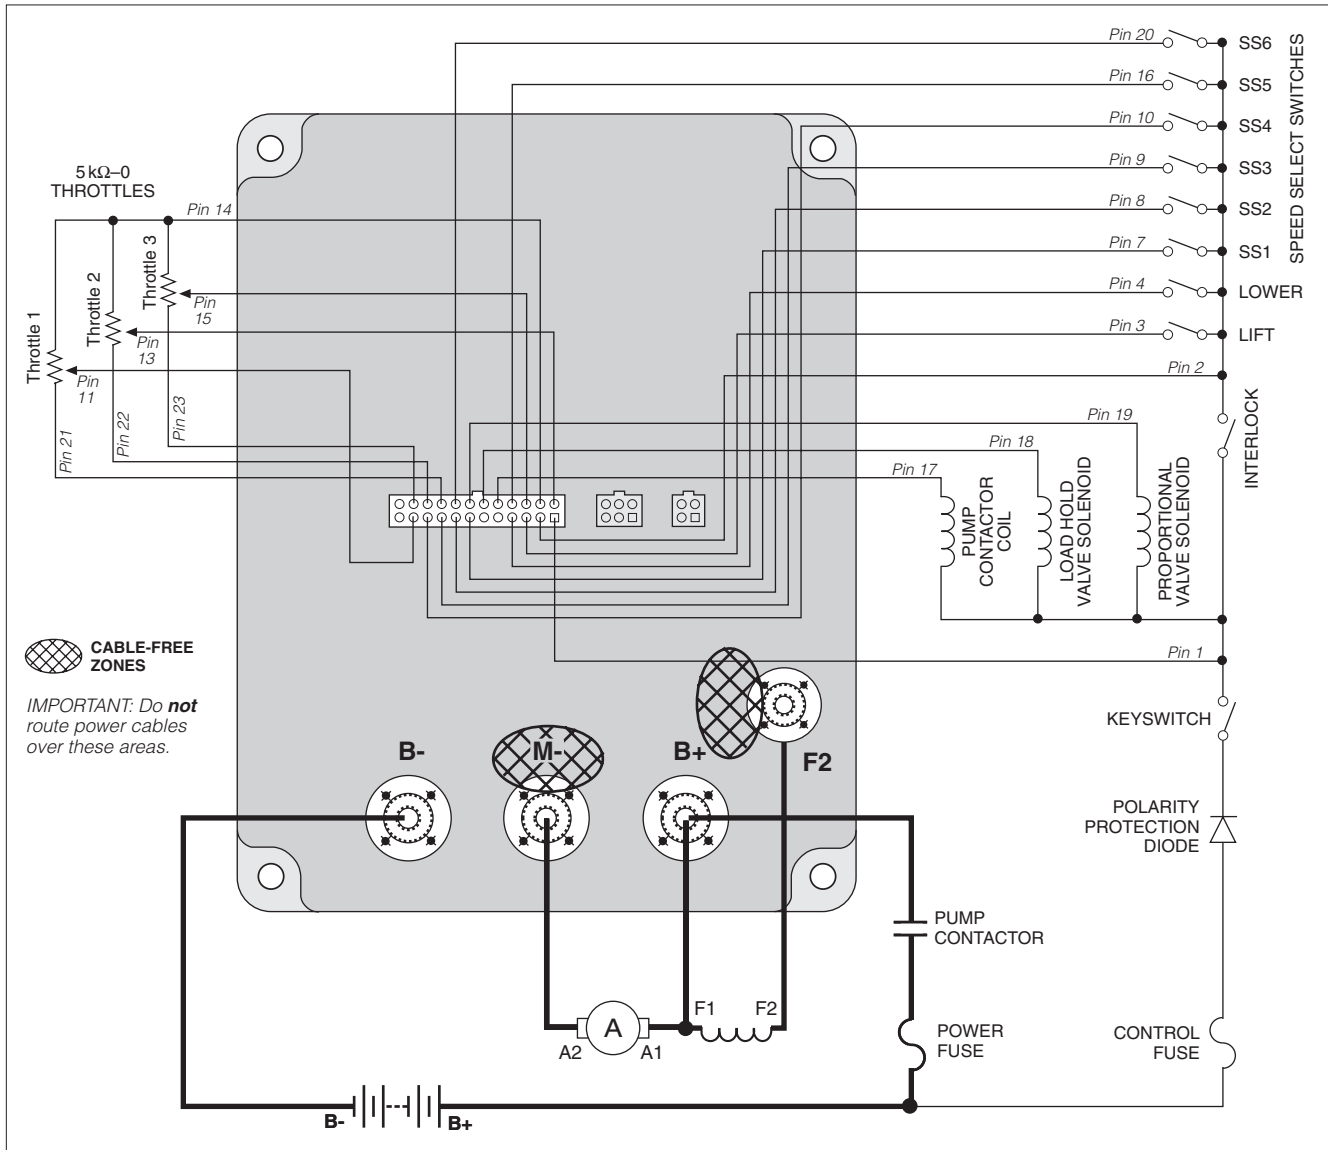 Pin 20
SS6
Pin 16
SS5
Pin 10
SS4
Pin 9
SS3
Pin 8
SS2
Pin 7
SS1
Pin 4
LOWER
Pin 3
LIFT
Pin 2
SPEED SELECT SWITCHES
5 kΩ–0
THROTTLES
Pin 14
Throttle 3
Throttle 2
Throttle 1
Pin
15
Pin
13
Pin
11
Pin 23
Pin 22
Pin 21
INTERLOCK
Pin 19
Pin 18
Pin 17
PUMP
CONTACTOR
COIL
LOAD HOLD
VALVE SOLENOID
PROPORTIONAL
VALVE SOLENOID
Pin 1
CABLE-FREE
ZONES
IMPORTANT: Do not
route power cables
over these areas.
KEYSWITCH
B-
M-
B+
F2
POLARITY
PROTECTION
DIODE
PUMP
CONTACTOR
F1
F2
A
A2
A1
POWER
FUSE
CONTROL
FUSE
B-
B+